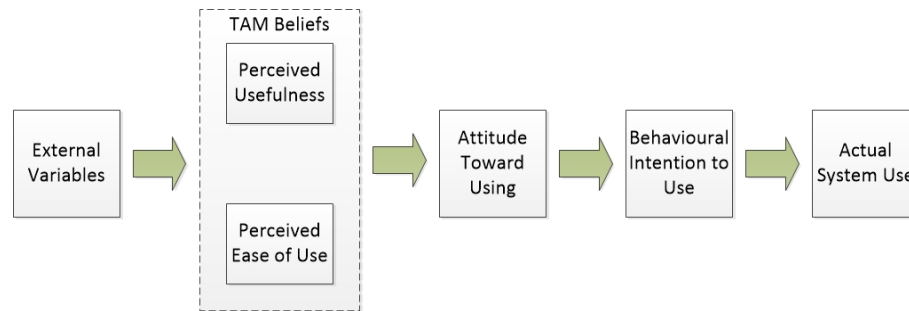 TAM Beliefs
Perceived
Usefulness
Perceived
Ease of Use
External
Variables
Attitude
Toward
Using
Behavioural
Intention to
Use
Actual
System Use